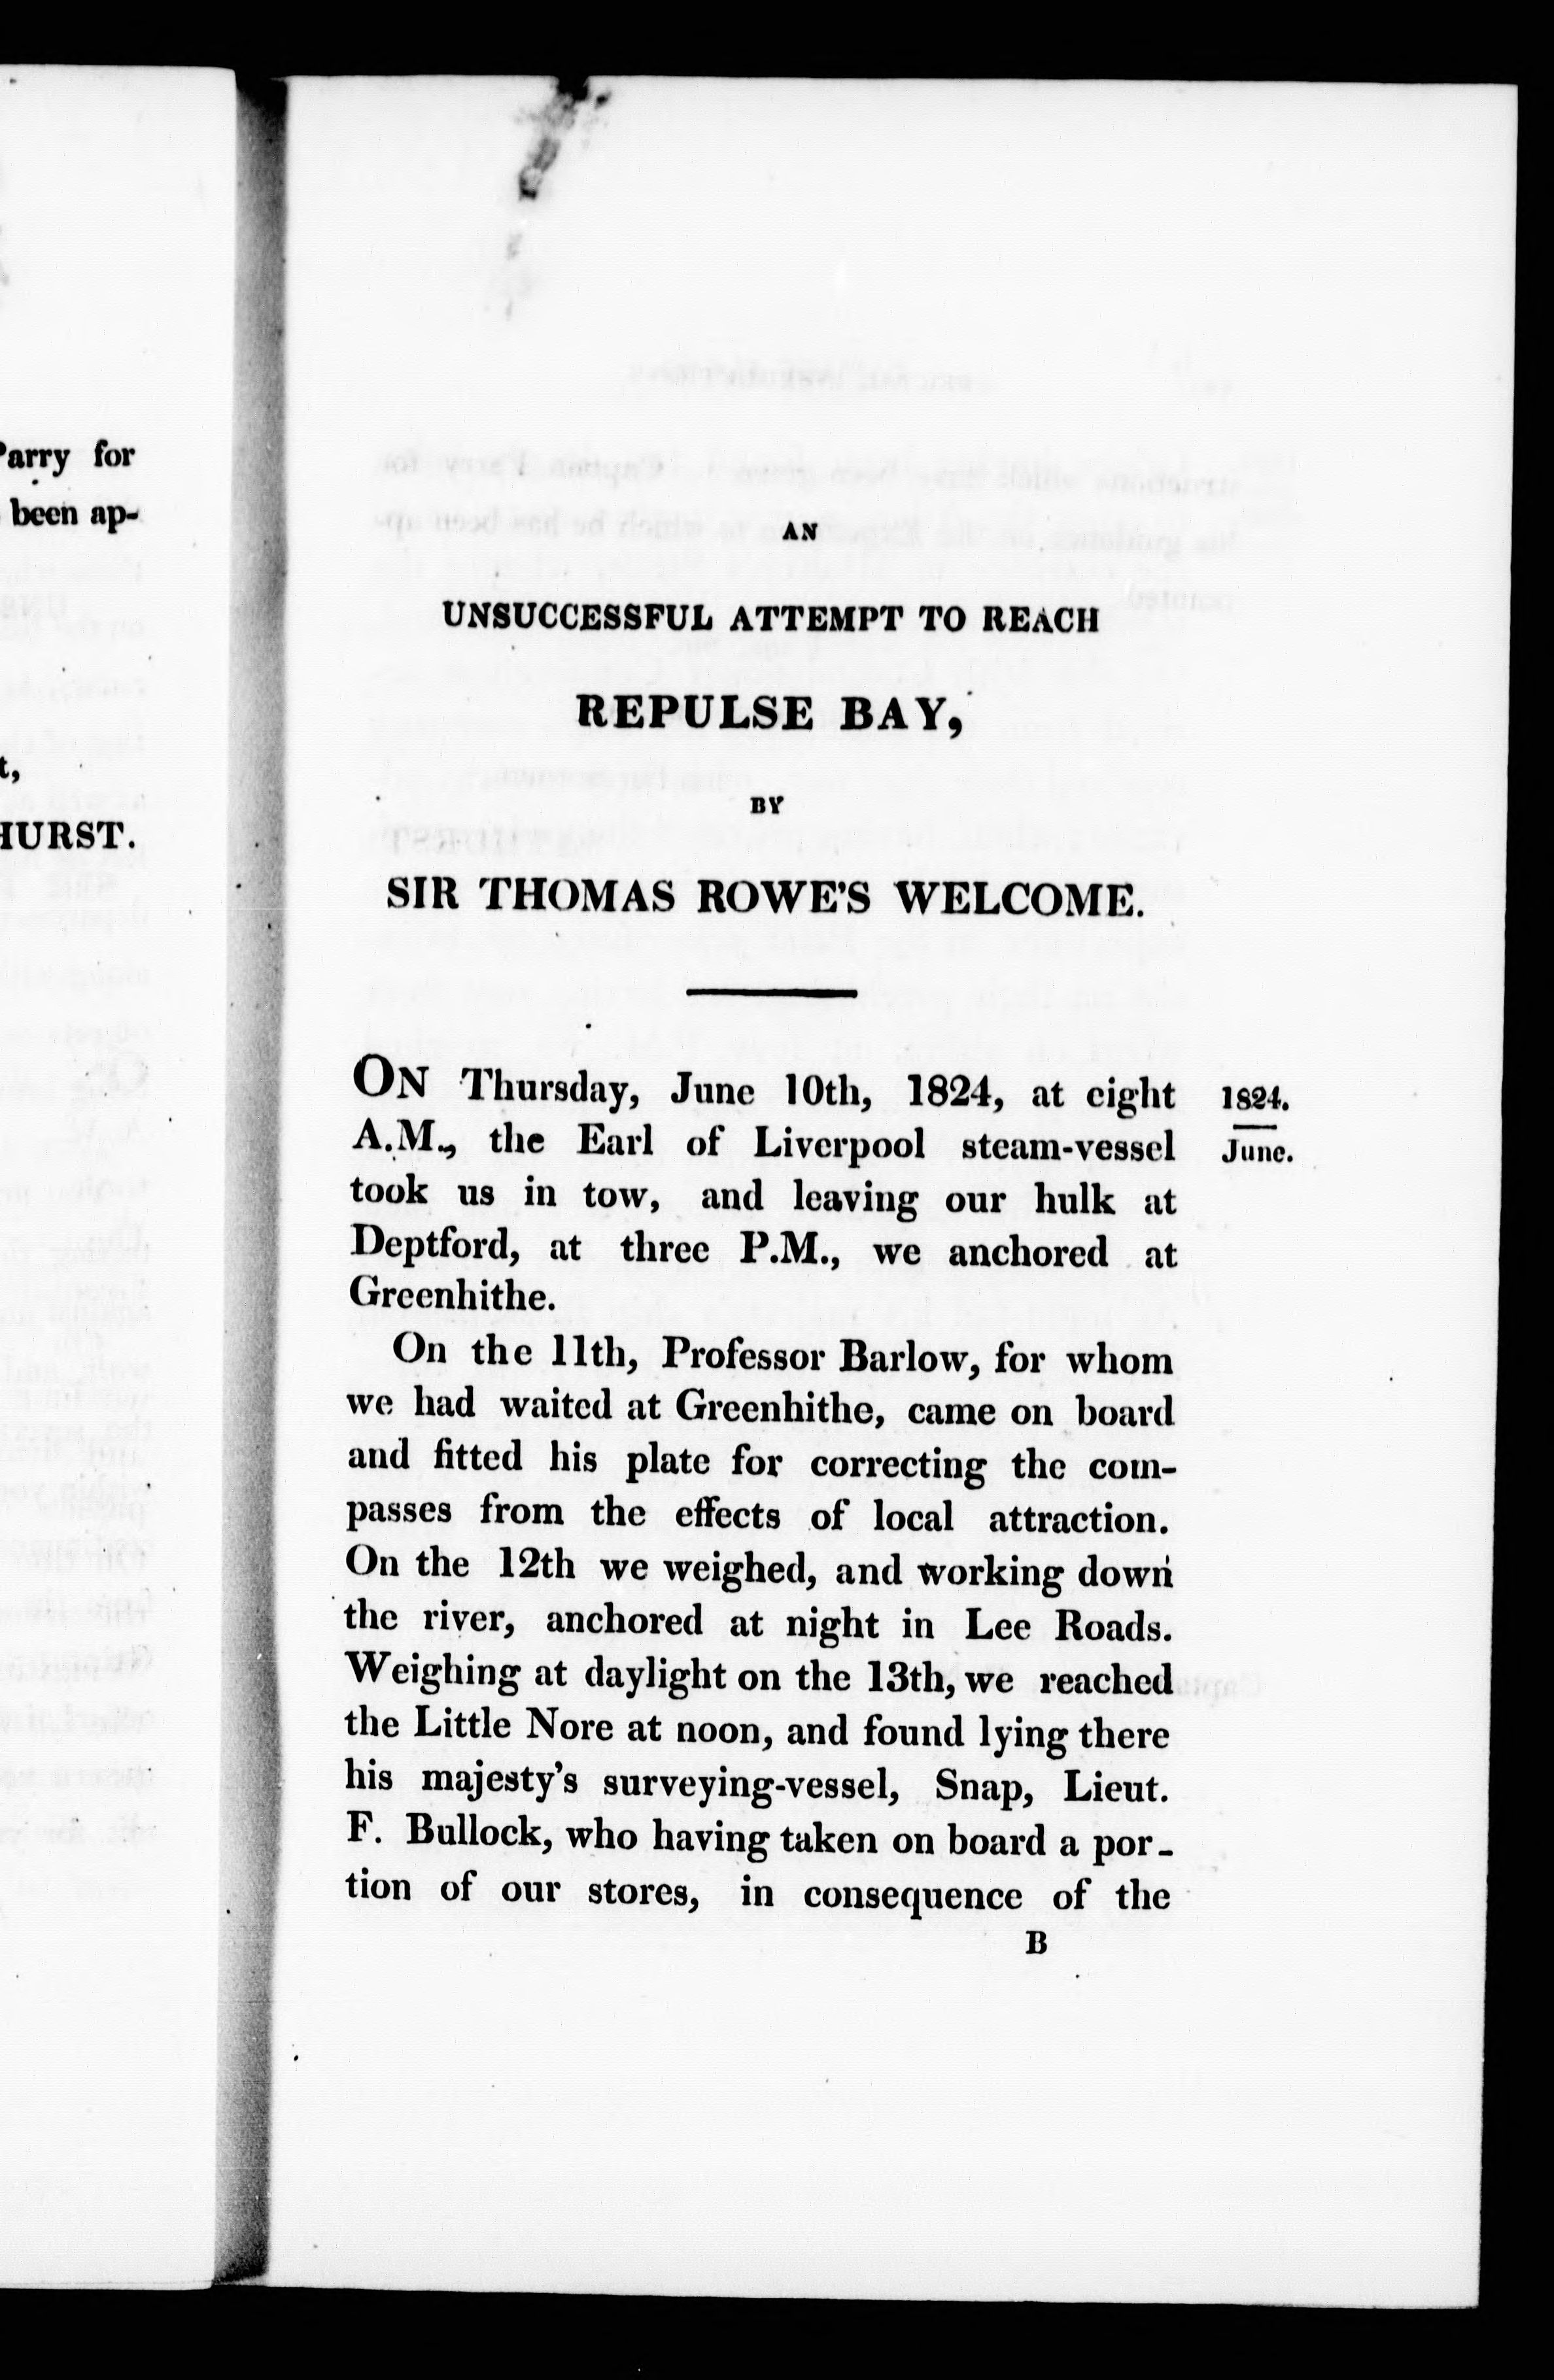 Parry for
been ap-
t,
HURST.
AN
UNSUCCESSFUL ATTEMPT TO REACH
REPULSE BAY,
BY
SIR THOMAS ROWE'S WELCOME.
ON Thursday, June 10th, 1824, at eight
A.M., the Earl of Liverpool steam-vessel
took us in tow, and leaving our hulk at
Deptford, at three P.M., we anchored at
Greenhithe.
On the 11th, Professor Barlow, for whom
we had waited at Greenhithe, came on board
and fitted his plate for correcting the com-
passes from the effects of local attraction.
On the 12th we weighed, and working down
the river, anchored at night in Lee Roads.
Weighing at daylight on the 13th, we reached
the Little Nore at noon, and found lying there
his majesty's surveying-vessel, Snap, Lieut.
F. Bullock, who having taken on board a por-
tion of our stores, in consequence of the
B
1824.
June.